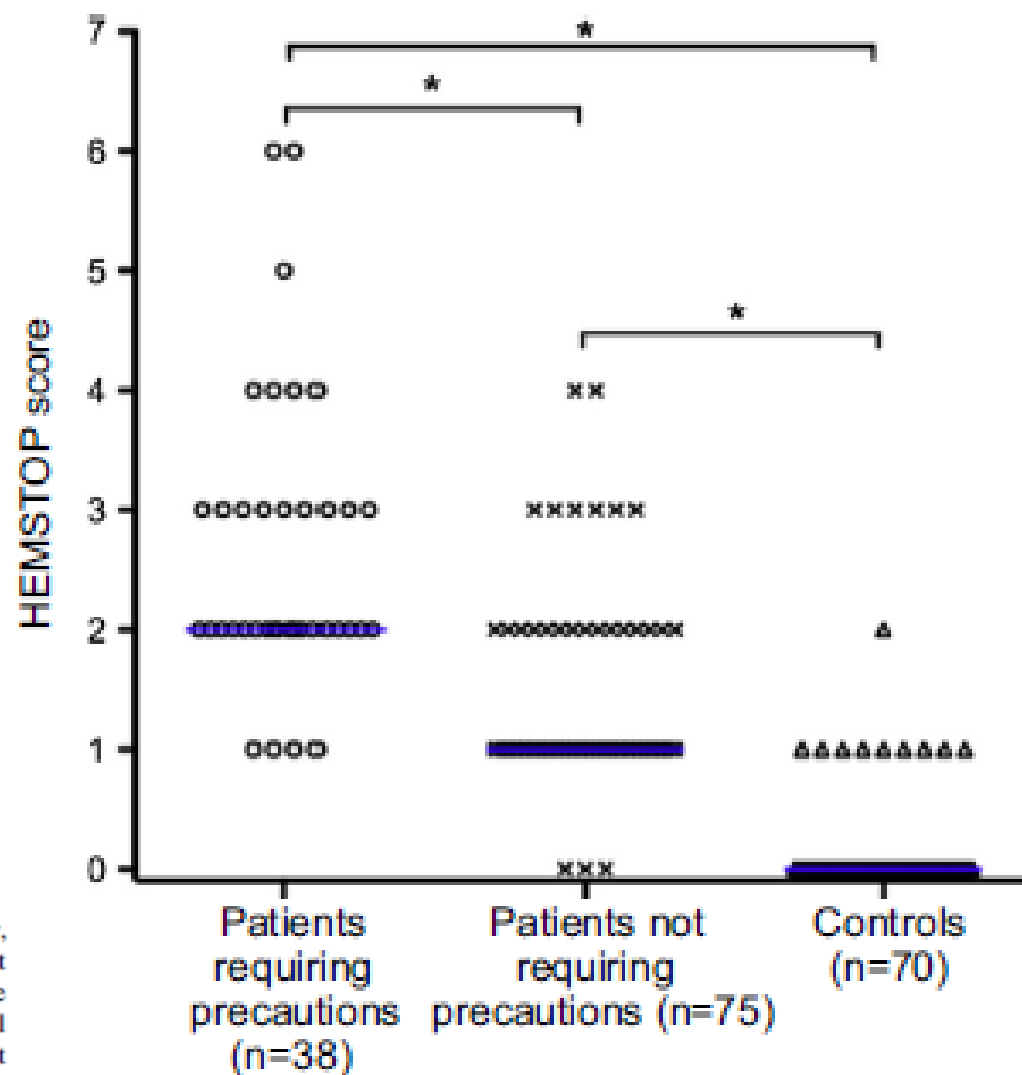 7
*
*
6
5
*
4
3
2
1
0
HEMSTOP score
Patients
requiring
precautions
(n=38)
Patients not
requiring
precautions (n=75)
Controls
(n=70)